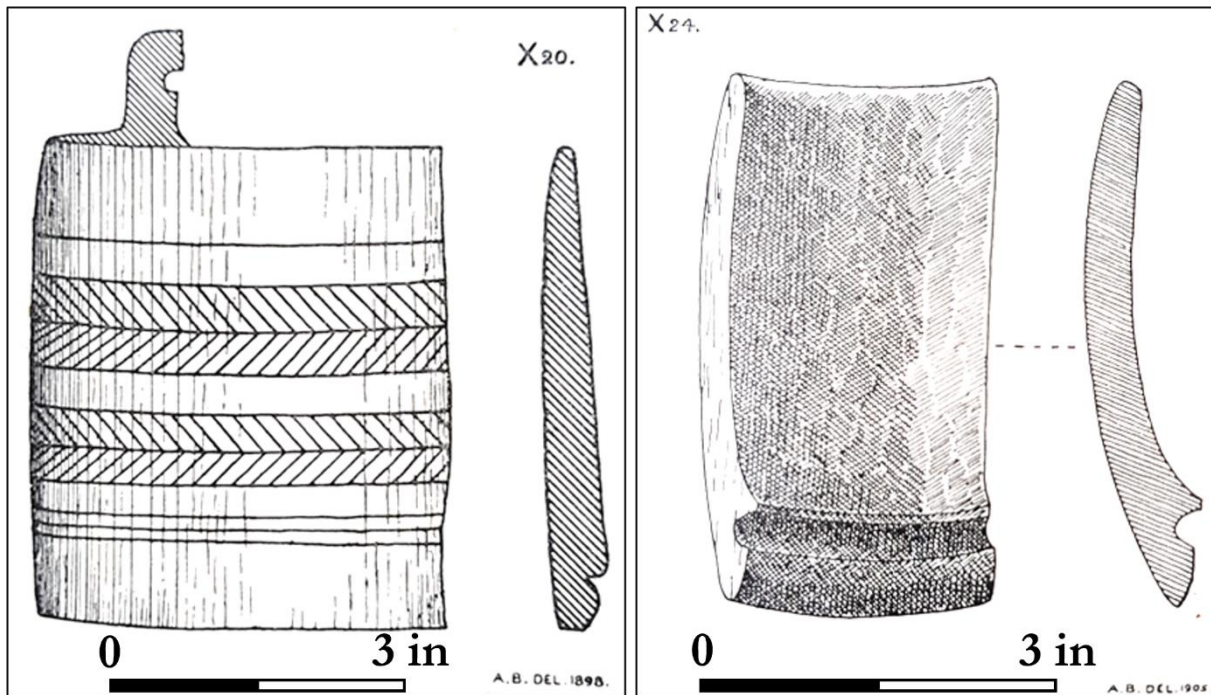 X20.
0 3 in
A.B. DEL. 1898.
X24.
0 3 in
A.B. DEL. 1905